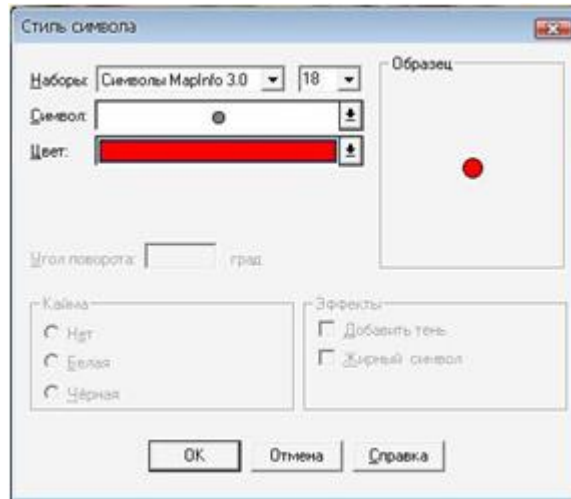 Стиль символа
Образец
Наборы: Символы MapInfo 3.0 18
Символ:
Цвет:
Угол поворота: град
Кайма
Нет
Белая
Чёрная
Эффекты
Добавить тень
Жирный символ
ОК Отмена Справка